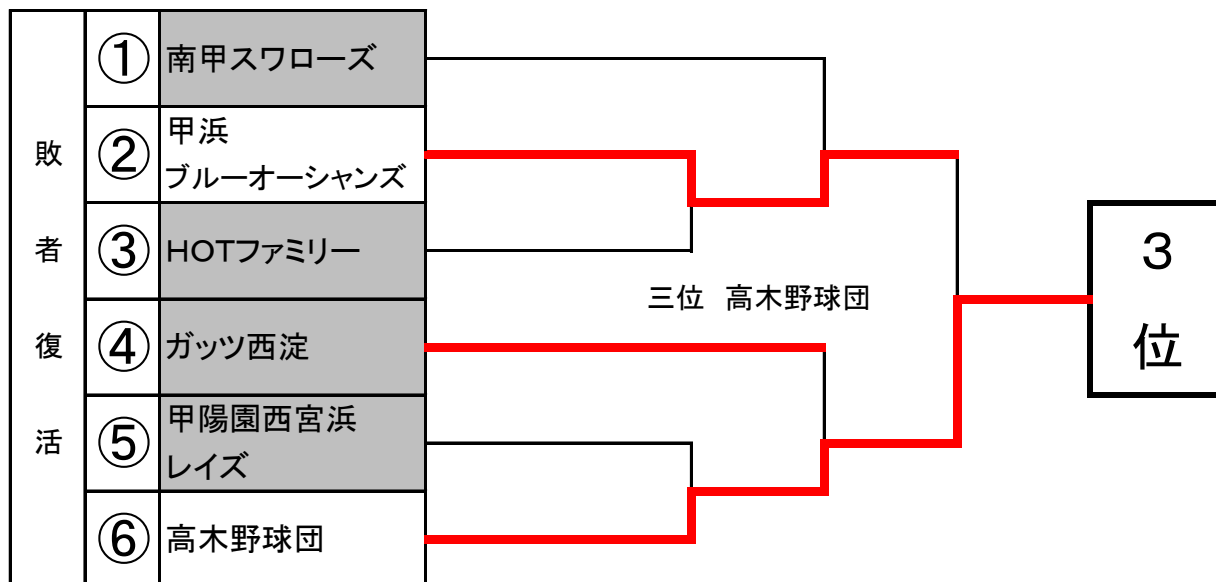 敗者復活
① 南甲スワローズ
② 甲浜
ブルーオーシャンズ
③ HOTファミリー
④ ガッツ西淀
⑤ 甲陽園西宮浜
レイズ
⑥ 高木野球団
三位 高木野球団
3位